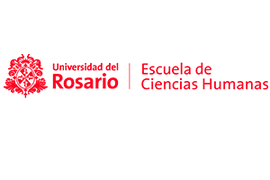 Universidad del
Rosario
Escuela de
Ciencias Humanas